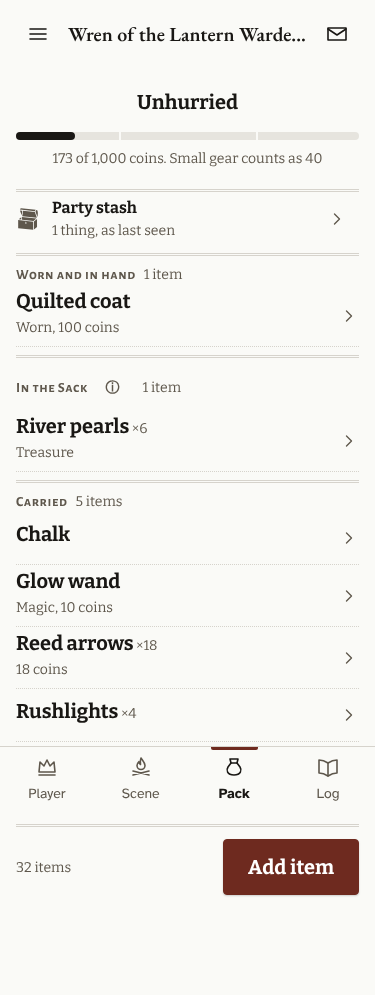 Wren of the Lantern Warde...
Unhurried
173 of 1,000 coins. Small gear counts as 40
Party stash
1 thing, as last seen
Worn and in hand 1 item
Quilted coat
Worn, 100 coins
In the Sack 1 item
River pearls ×6
Treasure
Carried 5 items
Chalk
Glow wand
Magic, 10 coins
Reed arrows ×18
18 coins
Rushlights ×4
Player Scene Pack Log
32 items Add item